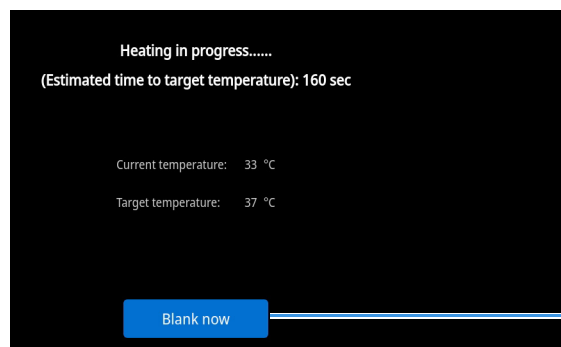 Heating in progress......
(Estimated time to target temperature): 160 sec
Current temperature: 33 °C
Target temperature: 37 °C
Blank now